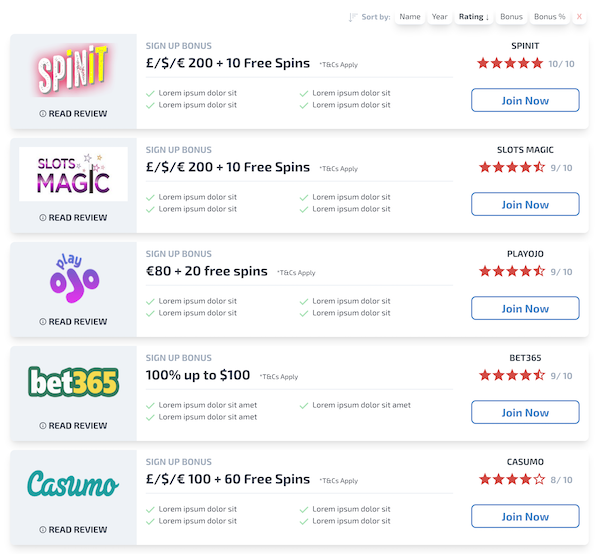 Sort by: Name Year Rating ↓ Bonus Bonus % X
SPINIT
READ REVIEW
SIGN UP BONUS
£/$/€ 200 + 10 Free Spins *T&Cs Apply
Lorem ipsum dolor sit Lorem ipsum dolor sit
Lorem ipsum dolor sit Lorem ipsum dolor sit
SPINIT
10/10
Join Now
SLOTS
MAGIC
READ REVIEW
SIGN UP BONUS
£/$/€ 200 + 10 Free Spins *T&Cs Apply
Lorem ipsum dolor sit Lorem ipsum dolor sit
Lorem ipsum dolor sit Lorem ipsum dolor sit
SLOTS MAGIC
9/10
Join Now
play
ojo
READ REVIEW
SIGN UP BONUS
€80 + 20 free spins *T&Cs Apply
Lorem ipsum dolor sit Lorem ipsum dolor sit
Lorem ipsum dolor sit Lorem ipsum dolor sit
PLAYOJO
9/10
Join Now
bet365
READ REVIEW
SIGN UP BONUS
100% up to $100 *T&Cs Apply
Lorem ipsum dolor sit amet Lorem ipsum dolor sit amet
Lorem ipsum dolor sit amet
BET365
9/10
Join Now
Casumo
READ REVIEW
SIGN UP BONUS
£/$/€ 100 + 60 Free Spins *T&Cs Apply
Lorem ipsum dolor sit Lorem ipsum dolor sit
Lorem ipsum dolor sit Lorem ipsum dolor sit
CASUMO
8/10
Join Now